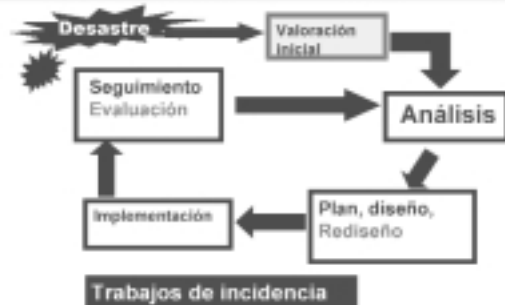 Desastre
Valoración
inicial
Seguimiento
Evaluación
Análisis
Implementación
Plan, diseño,
Rediseño
Trabajos de incidencia